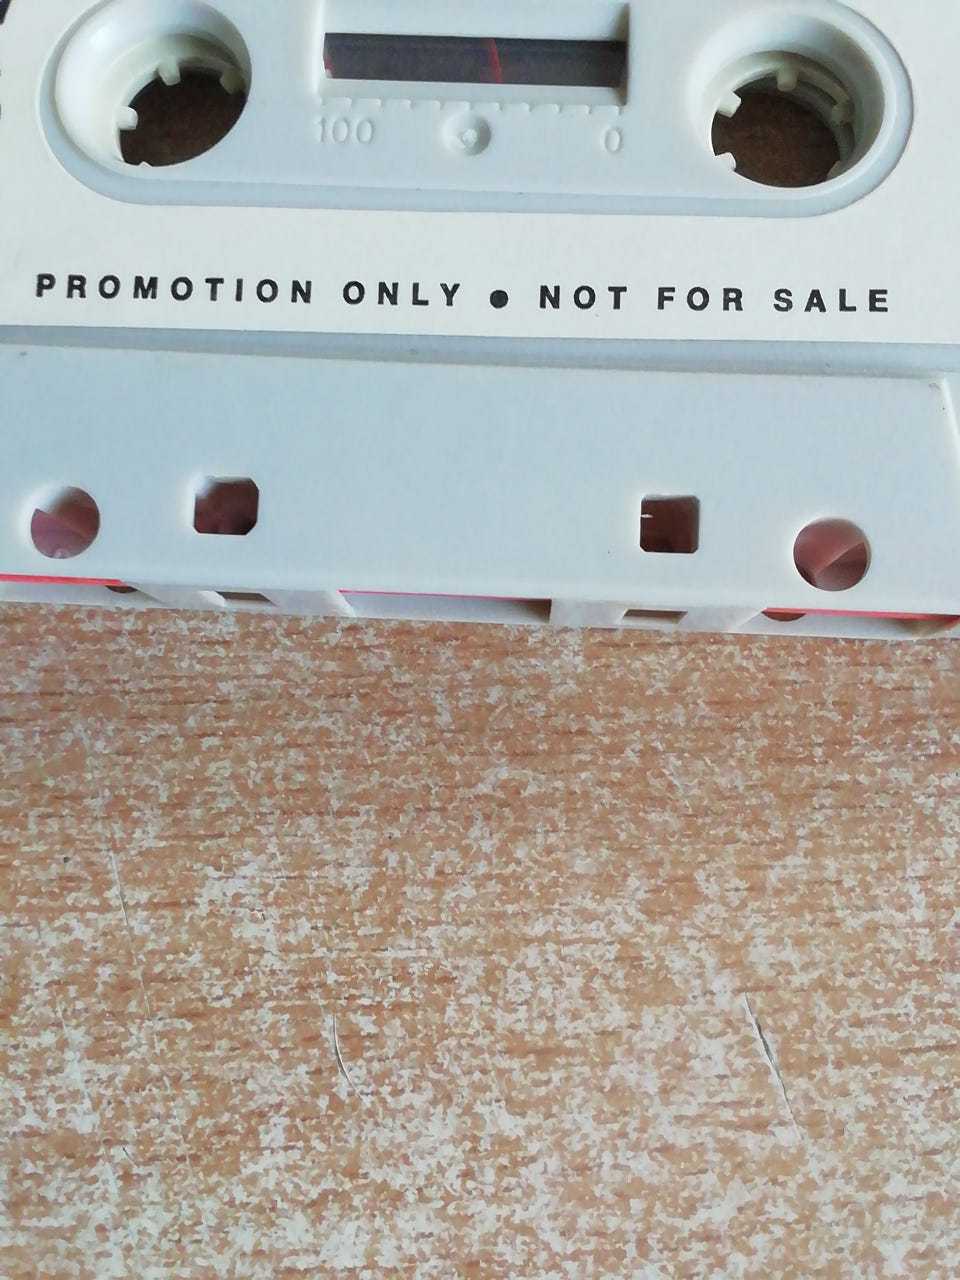 100 0
PROMOTION ONLY ● NOT FOR SALE